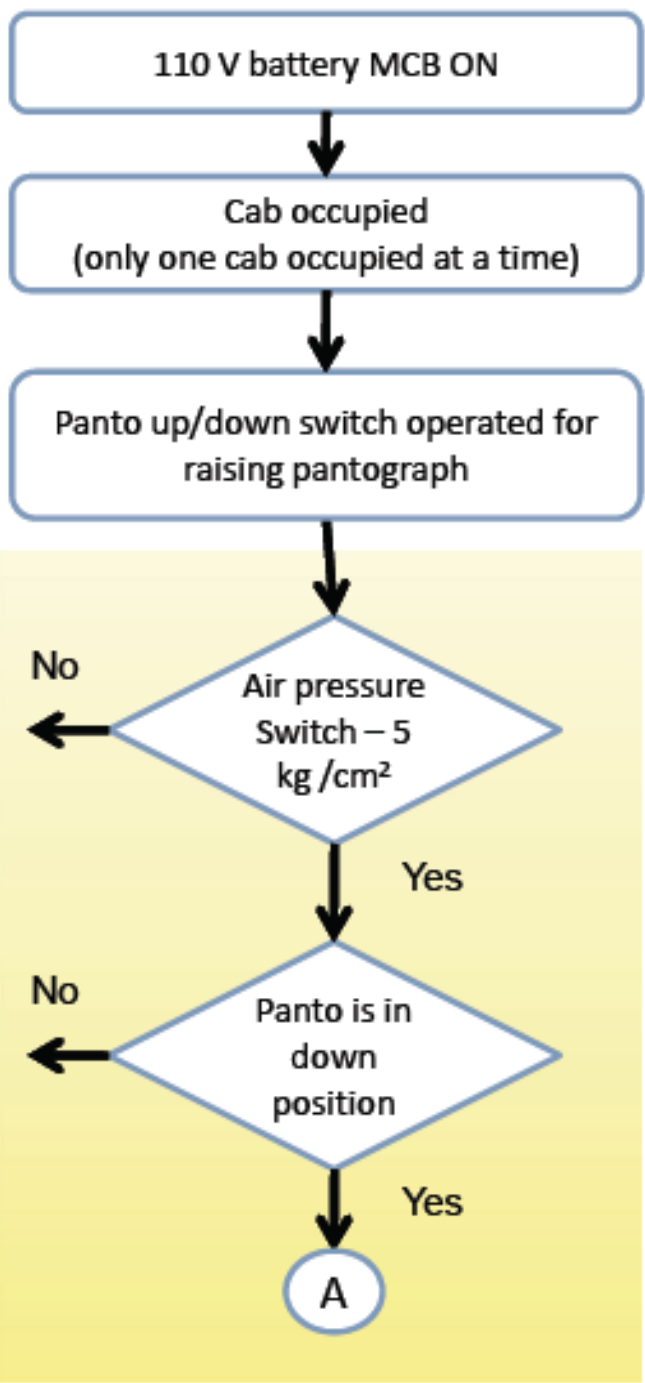 110 V battery MCB ON
Cab occupied
(only one cab occupied at a time)
Panto up/down switch operated for
raising pantograph
No
Air pressure
Switch – 5
kg /cm²
Yes
No
Panto is in
down
position
Yes
A